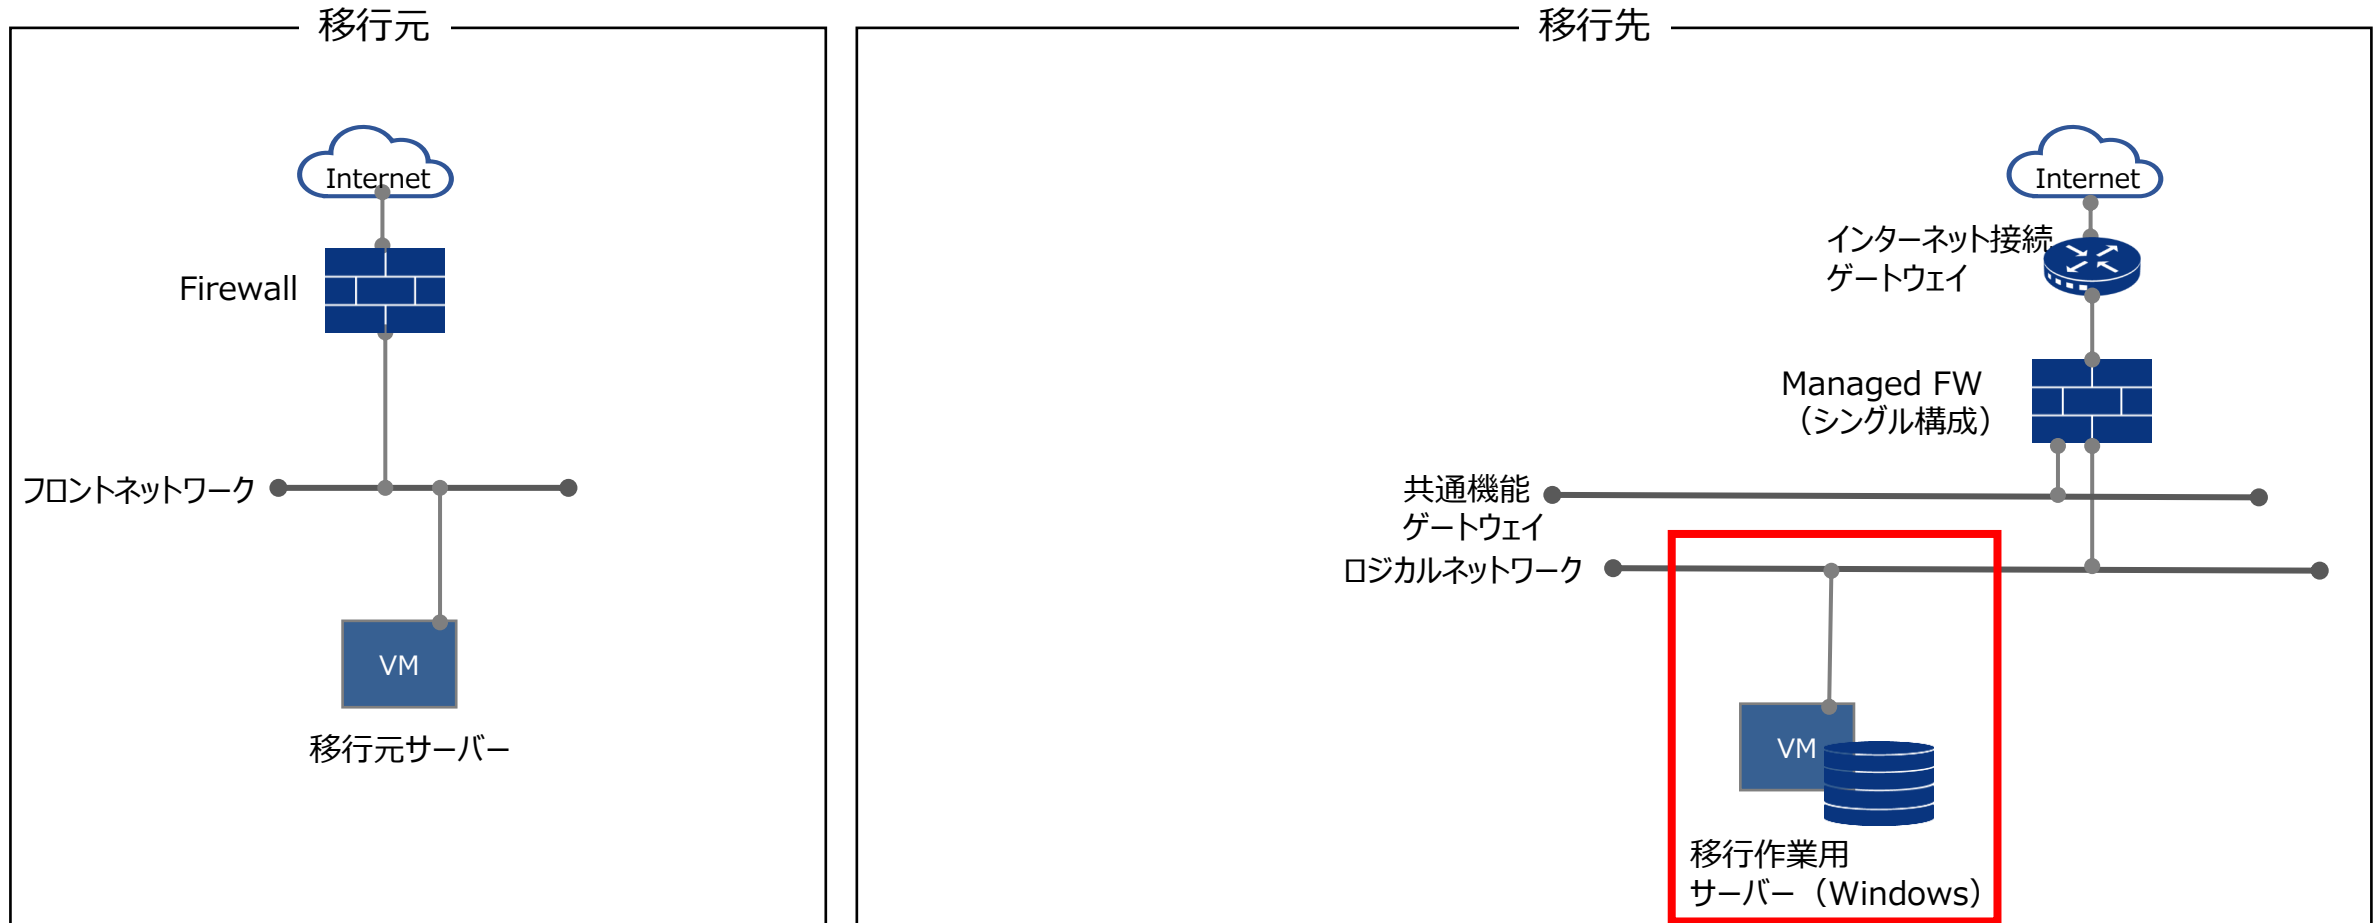 移行元
Internet
Firewall
フロントネットワーク
VM
移行元サーバー
移行先
Internet
インターネット接続
ゲートウェイ
Managed FW
（シングル構成）
共通機能
ゲートウェイ
ロジカルネットワーク
VM
移行作業用
サーバー（Windows）